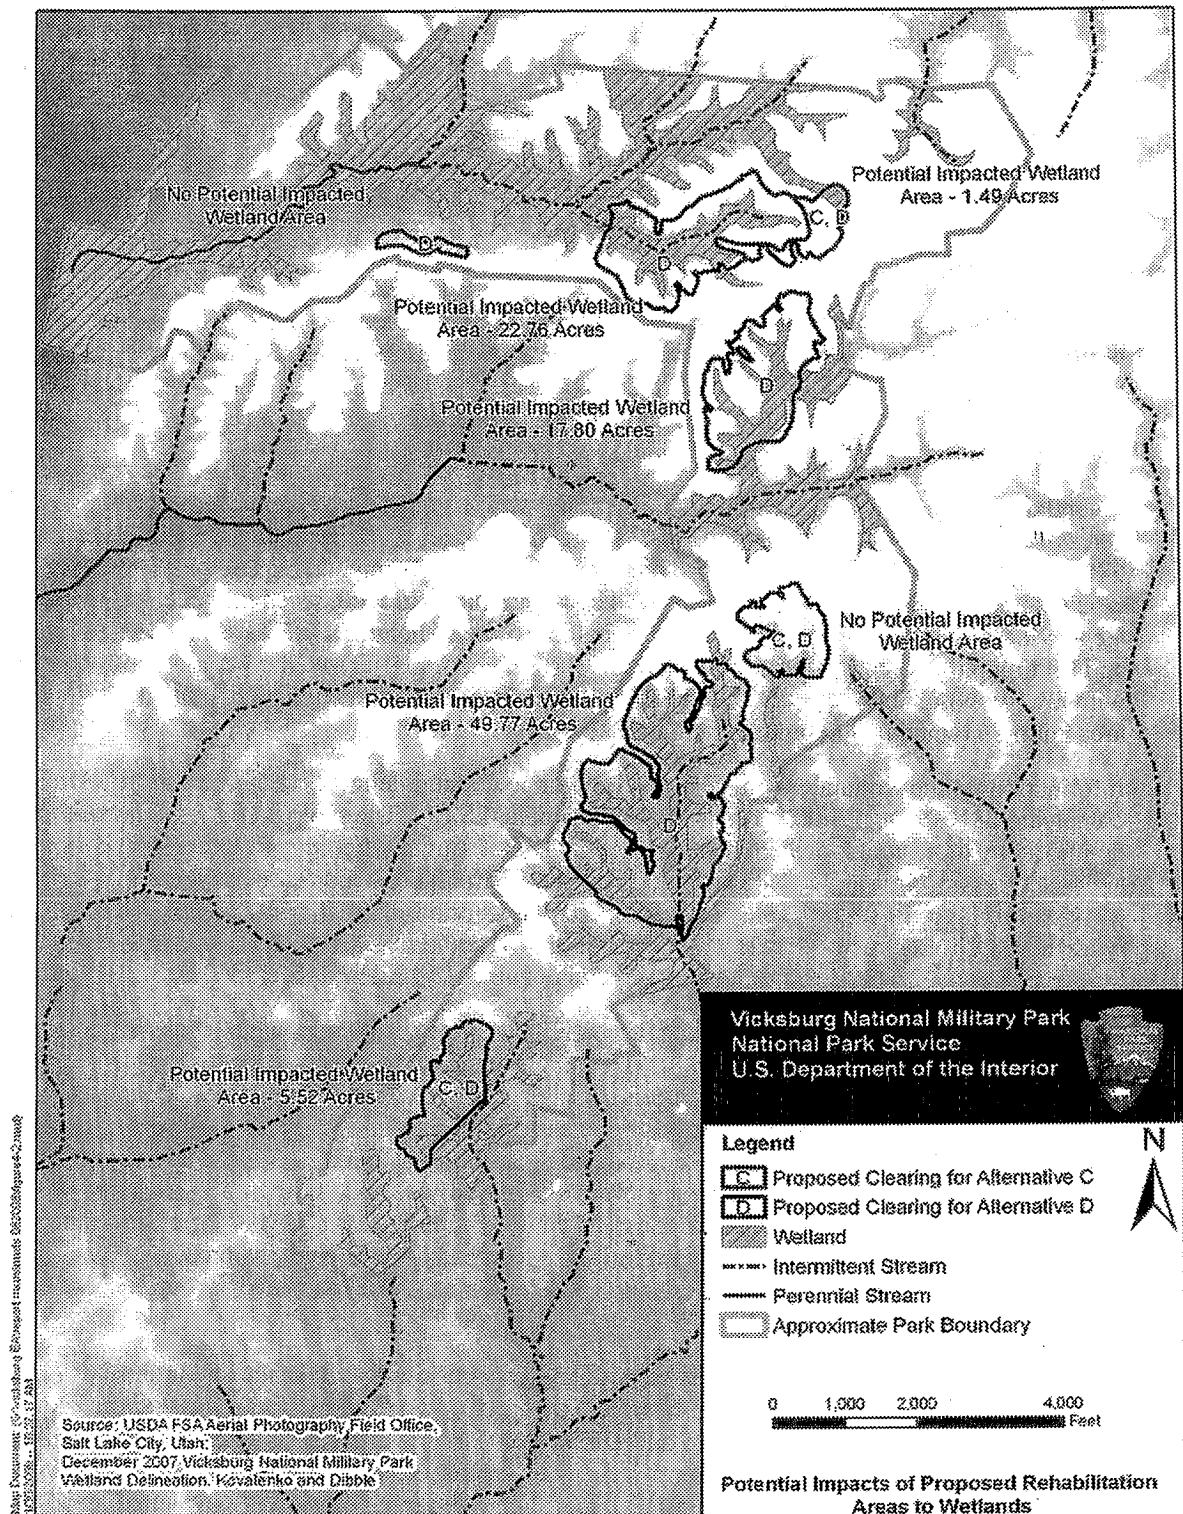 Potential Impacted Wetland
Area - 1.49 Acres
No Potential Impacted
Wetland Area
C, D
D
D
Potential Impacted Wetland
Area - 22.76 Acres
D
Potential Impacted Wetland
Area - 17.80 Acres
No Potential Impacted
Wetland Area
C, D
Potential Impacted Wetland
Area - 49.77 Acres
D
Potential Impacted Wetland
Area - 5.52 Acres
C, D
Vicksburg National Military Park
National Park Service
U.S. Department of the Interior
Legend
N
C Proposed Clearing for Alternative C
D Proposed Clearing for Alternative D
Wetland
Intermittent Stream
Perennial Stream
Approximate Park Boundary
0 1,000 2,000 4,000
Feet
Source: USDA FSA Aerial Photography Field Office,
Salt Lake City, Utah;
December 2007 Vicksburg National Military Park
Wetland Delineation. Kovalenko and Dibble
Potential Impacts of Proposed Rehabilitation
Areas to Wetlands
Map Document: